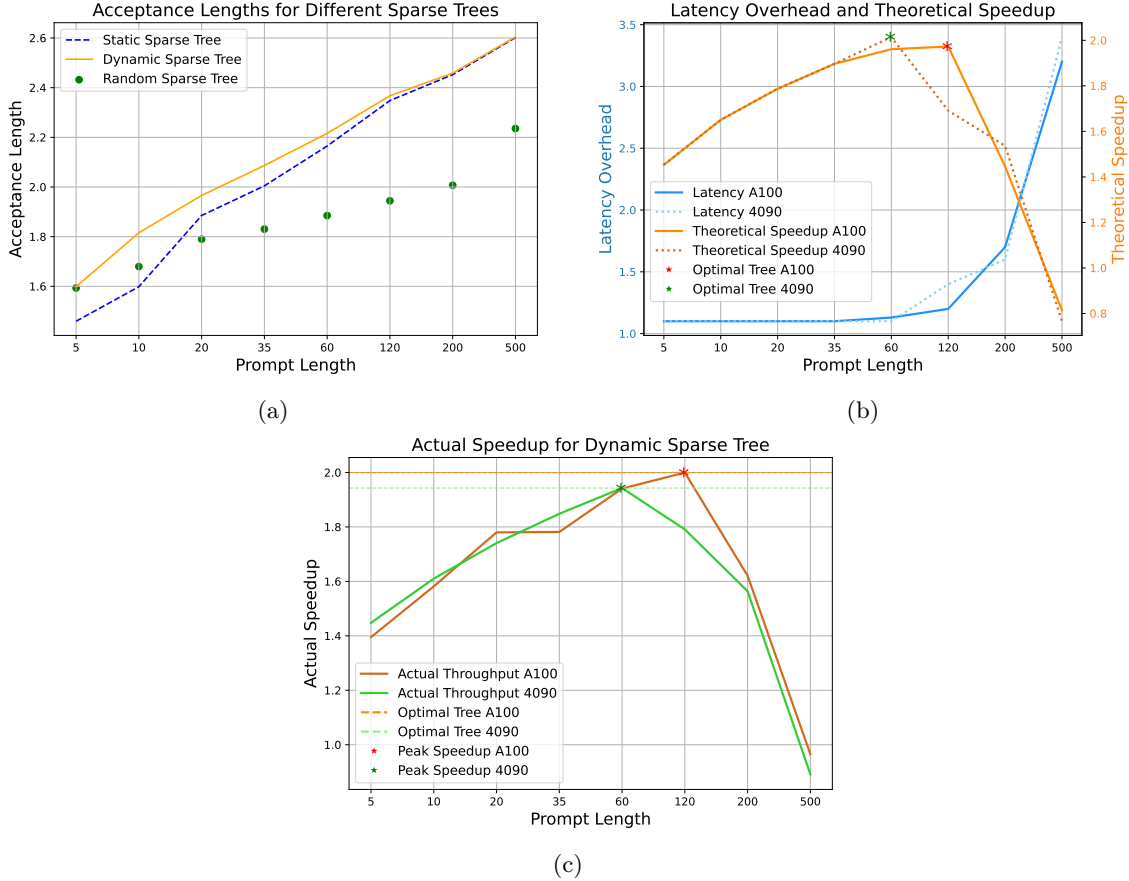 Acceptance Lengths for Different Sparse Trees
Static Sparse Tree
Dynamic Sparse Tree
Random Sparse Tree
2.6
2.4
2.2
2.0
1.8
1.6
Acceptance Length
5 10 20 35 60 120 200 500
Prompt Length
(a)
Latency Overhead and Theoretical Speedup
3.5
3.0
2.5
2.0
1.5
1.0
Latency Overhead
Latency A100
Latency 4090
Theoretical Speedup A100
Theoretical Speedup 4090
Optimal Tree A100
Optimal Tree 4090
2.0
1.8
1.6
1.4
1.2
1.0
0.8
Theoretical Speedup
5 10 20 35 60 120 200 500
Prompt Length
(b)
Actual Speedup for Dynamic Sparse Tree
2.0
1.8
1.6
1.4
1.2
1.0
Actual Speedup
Actual Throughput A100
Actual Throughput 4090
Optimal Tree A100
Optimal Tree 4090
Peak Speedup A100
Peak Speedup 4090
5 10 20 35 60 120 200 500
Prompt Length
(c)